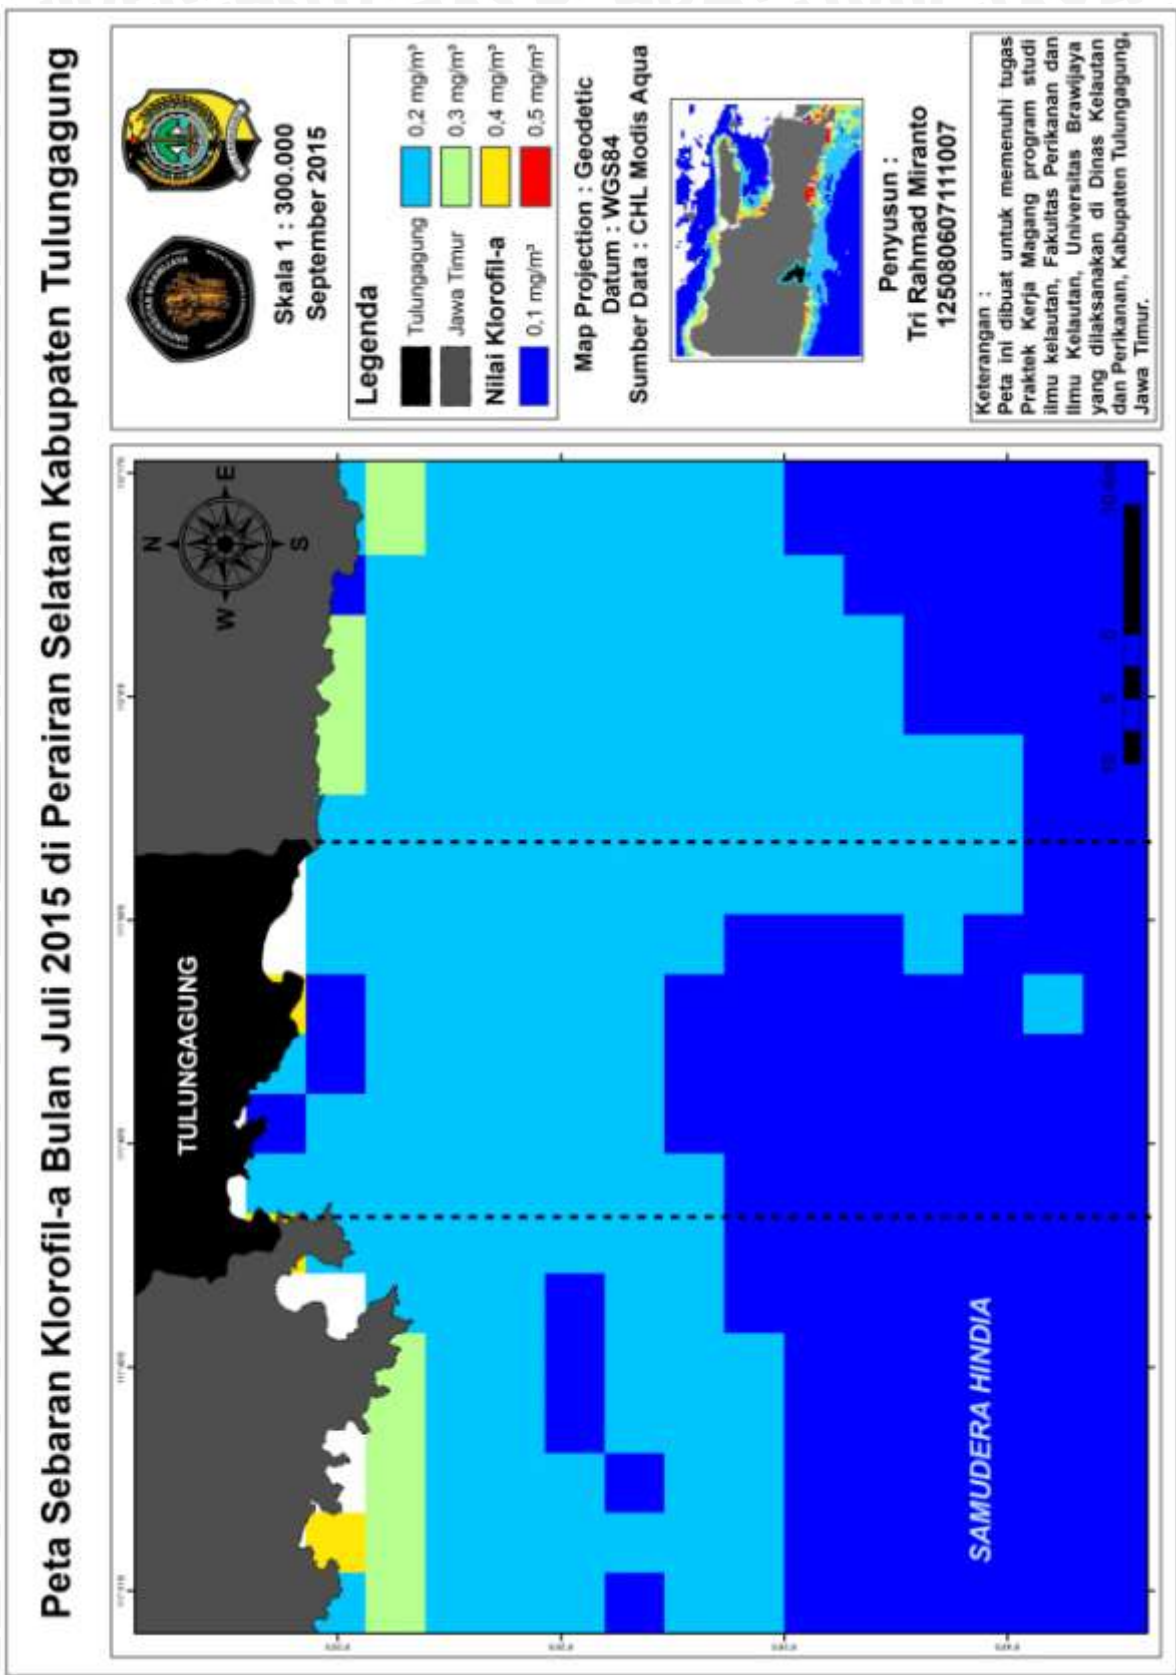 Peta Sebaran Klorofil-a Bulan Juli 2015 di Perairan Selatan Kabupaten Tulunggagung
TULUNGAGUNG
SAMUDERA HINDIA
N
W
E
S
Skala 1 : 300.000
September 2015
Legenda
Tulungagung
Jawa Timur
Nilai Klorofil-a
0,1 mg/m³
0,2 mg/m³
0,3 mg/m³
0,4 mg/m³
0,5 mg/m³
Map Projection : Geodetic
Datum : WGS84
Sumber Data : CHL Modis Aqua
Penyusun :
Tri Rahmad Miranto
125080607111007
Keterangan :
Peta ini dibuat untuk memenuhi tugas
Praktek Kerja Magang program studi
ilmu kelautan, Fakultas Perikanan dan
Ilmu Kelautan, Universitas Brawijaya
yang dilaksanakan di Dinas Kelautan
dan Perikanan, Kabupaten Tulungagung,
Jawa Timur.